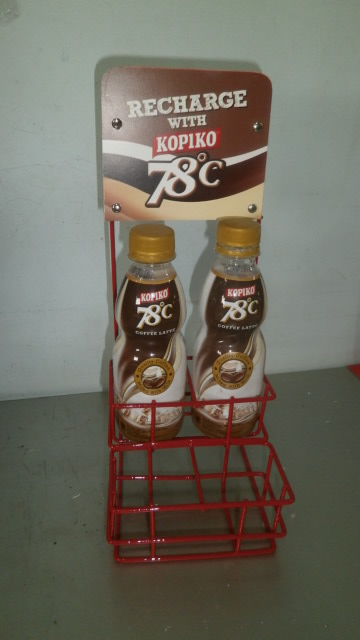 RECHARGE
WITH
KOPIKO
78°C
KOPIKO
78°C
COFFEE LATTE
KOPIKO
78°C
COFFEE LATTE